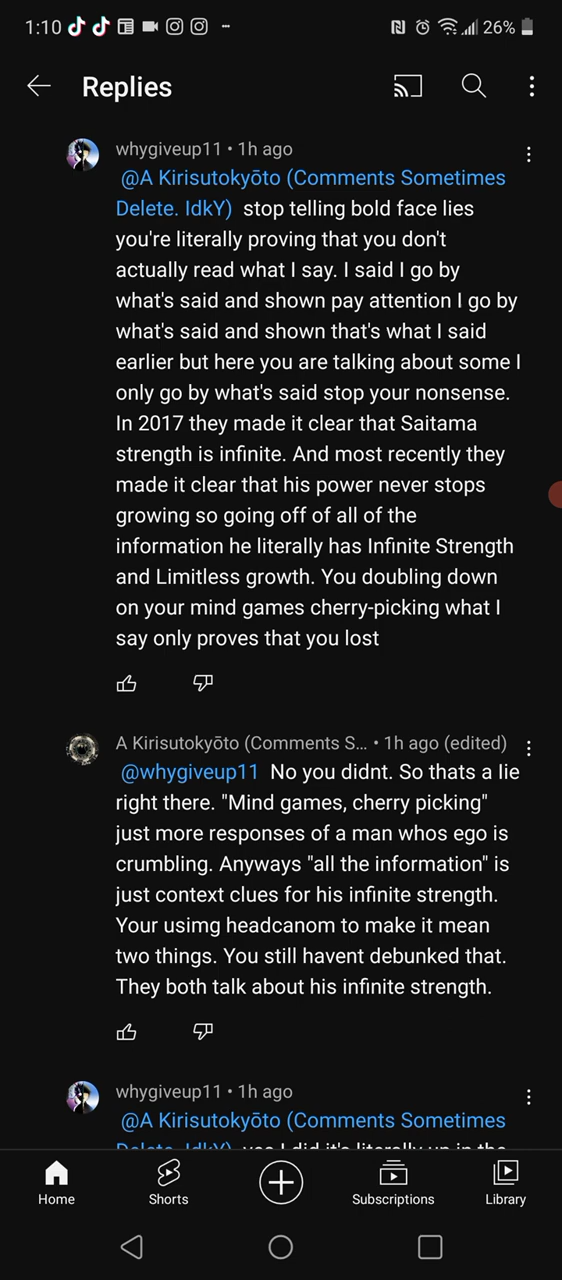 1:10 26%
Replies
whygiveup11 • 1h ago
@A Kirisutokyōto (Comments Sometimes
Delete. IdkY) stop telling bold face lies
you're literally proving that you don't
actually read what I say. I said I go by
what's said and shown pay attention I go by
what's said and shown that's what I said
earlier but here you are talking about some I
only go by what's said stop your nonsense.
In 2017 they made it clear that Saitama
strength is infinite. And most recently they
made it clear that his power never stops
growing so going off of all of the
information he literally has Infinite Strength
and Limitless growth. You doubling down
on your mind games cherry-picking what I
say only proves that you lost
A Kirisutokyōto (Comments S... • 1h ago (edited)
@whygiveup11 No you didnt. So thats a lie
right there. "Mind games, cherry picking"
just more responses of a man whos ego is
crumbling. Anyways "all the information" is
just context clues for his infinite strength.
Your usimg headcanom to make it mean
two things. You still havent debunked that.
They both talk about his infinite strength.
whygiveup11 • 1h ago
@A Kirisutokyōto (Comments Sometimes
Delete. IdkY) yes I did it's literally up in the
Home Shorts Subscriptions Library